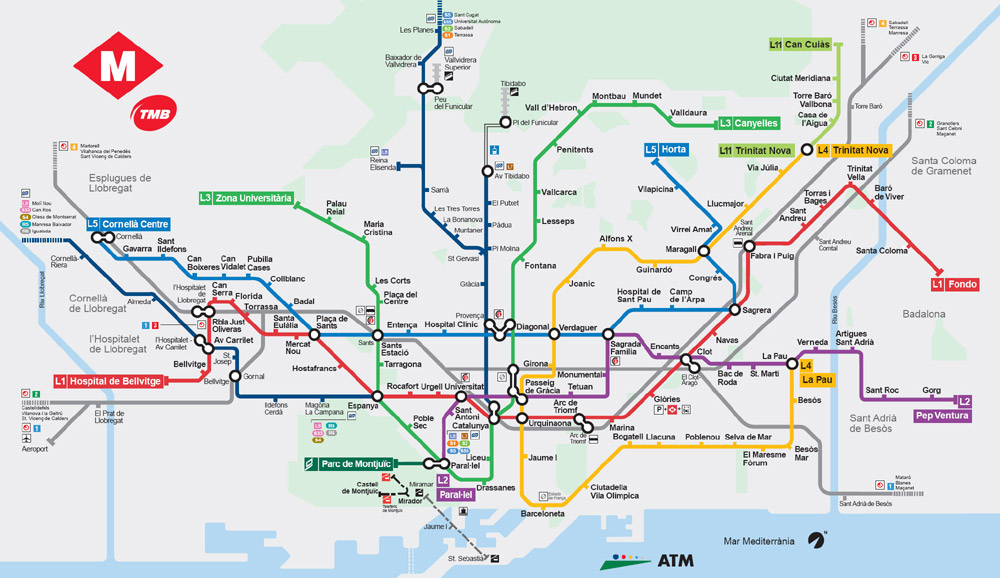 M
TMB
Les Planes
Sant Cugat
Universitat Autònoma
Sabadell
Terrassa
Baixador de
Vallvidrera
Vallvidrera
Superior
Peu
del Funicular
Tibidabo
Pl del Funicular
Av Tibidabo
Reina
Elisenda
Sarrià
Les Tres Torres
La Bonanova
Muntaner
St Gervasi
El Putxet
Pàdua
Pl Molina
Gràcia
Provença
L11 Can Cuiàs
Ciutat Meridiana
Torre Baró
Vallbona
Casa de
l'Aigua
L11 Trinitat Nova
L4 Trinitat Nova
Sabadell
Terrassa
Manresa
La Garriga
Vic
Torre Baró
Granollers
Sant Celoni
Maçanet
Santa Coloma
de Gramenet
Vall d'Hebron
Montbau
Mundet
Valldaura
L3 Canyelles
Penitents
Vallcarca
Lesseps
Fontana
L5 Horta
Vilapicina
Virrei Amat
Maragall
Congrés
Via Júlia
Llucmajor
Alfons X
Guinardó
Joanic
Trinitat
Vella
Torras i
Bages
Baró
de Viver
Sant
Andreu
Sant
Andreu
Arenal
Sant Andreu
Comtal
Fabra i Puig
Santa Coloma
L1 Fondo
Badalona
Riu Besòs
Martorell
Vilafranca del Penedès
Sant Vicenç de Calders
Esplugues de
Llobregat
L3 Zona Universitària
Palau
Reial
Maria
Cristina
Les Corts
Plaça del
Centre
Molí Nou
Can Ros
Olesa de Montserrat
Manresa Baixador
Igualada
L5 Cornellà Centre
Cornellà
Gavarra
Sant
Ildefons
Can
Boixeres
Can
Vidalet
Pubilla
Cases
Collblanc
Badal
Cornellà-
Riera
Riu Llobregat
Cornellà
de Llobregat
Almeda
l'Hospitalet
de
Llobregat
Can
Serra
Florida
Torrassa
Rbla Just
Oliveras
Av Carrilet
l'Hospitalet -
Av Carrilet
l'Hospitalet
de Llobregat
Bellvitge
St.
Josep
Bellvitge
Gornal
L1 Hospital de Bellvitge
Santa
Eulàlia
Mercat
Nou
Plaça de
Sants
Hostafrancs
Sants
Sants
Estació
Tarragona
Entença
Hospital Clínic
Diagonal
Verdaguer
Hospital de
Sant Pau
Camp
de l'Arpa
Sagrera
Sagrada
Família
Encants
Clot
El Clot
Aragó
Navas
Bac de
Roda
St. Martí
La Pau
L4
La Pau
Verneda
Artigues
Sant Adrià
Sant Roc
Gorg
L2
Pep Ventura
Girona
Passeig
de Gràcia
Monumental
Tetuan
Rocafort
Urgell
Universitat
Espanya
Ildefons
Cerdà
Magòria
La Campana
Poble
Sec
Sant
Antoni
Catalunya
Urquinaona
Arc de
Triomf
Arc de
Triomf
Marina
Glòries
Besòs
Sant Adrià
de Besòs
Bogatell
Llacuna
Poblenou
Selva de Mar
El Maresme
Fòrum
Besòs
Mar
Liceu
Jaume I
Ciutadella
Vila Olímpica
Barceloneta
Drassanes
Paral·lel
L2
Paral·lel
Parc de Montjuïc
Castell
de Montjuïc
Miramar
Mirador
Jaume I
St. Sebastià
Castelldefels
Vilanova i la Geltrú
St. Vicenç de Calders
El Prat de
Llobregat
Aeroport
Mataró
Blanes
Maçanet
Sant Adrià de Besòs
Mar Mediterrània
ATM